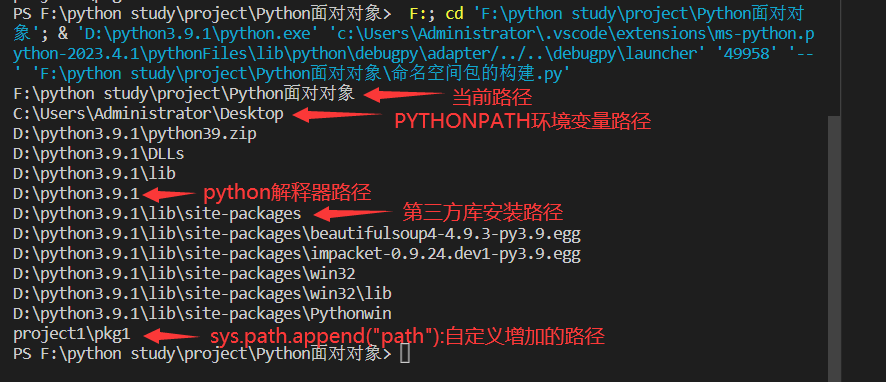 PS F:\python study\project\Python面对对象>  F:; cd 'F:\python study\project\Python面对对
象'; & 'D:\python3.9.1\python.exe' 'c:\Users\Administrator\.vscode\extensions\ms-python.p
ython-2023.4.1\pythonFiles\lib\python\debugpy\adapter/../..\debugpy\launcher' '49958' '--
' 'F:\python study\project\Python面对对象\命名空间包的构建.py'
F:\python study\project\Python面对对象 当前路径
C:\Users\Administrator\Desktop PYTHONPATH环境变量路径
D:\python3.9.1\python39.zip
D:\python3.9.1\DLLs
D:\python3.9.1\lib
D:\python3.9.1 python解释器路径
D:\python3.9.1\lib\site-packages 第三方库安装路径
D:\python3.9.1\lib\site-packages\beautifulsoup4-4.9.3-py3.9.egg
D:\python3.9.1\lib\site-packages\impacket-0.9.24.dev1-py3.9.egg
D:\python3.9.1\lib\site-packages\win32
D:\python3.9.1\lib\site-packages\win32\lib
D:\python3.9.1\lib\site-packages\Pythonwin
project1\pkg1 sys.path.append("path"):自定义增加的路径
PS F:\python study\project\Python面对对象>